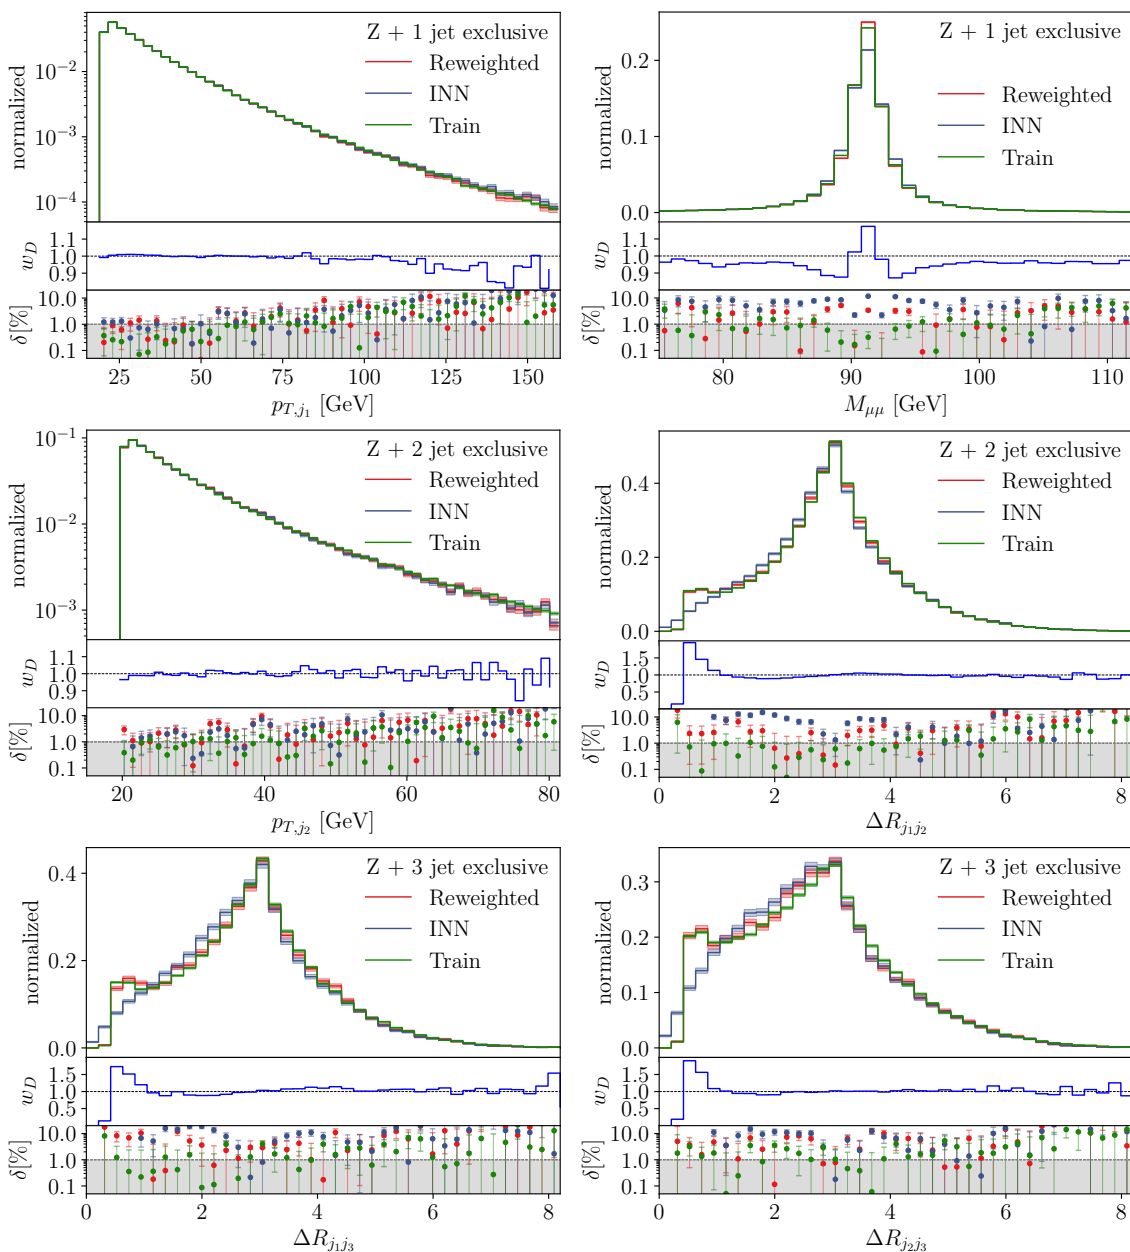 Z + 1 jet exclusive
Reweighted
INN
Train
normalized
10⁻²
10⁻³
10⁻⁴
w_D
1.1
1.0
0.9
δ[%]
10.0
1.0
0.1
25 50 75 100 125 150
p_{T,j_1} [GeV]
Z + 1 jet exclusive
Reweighted
INN
Train
normalized
0.2
0.1
0.0
w_D
1.1
1.0
0.9
δ[%]
10.0
1.0
0.1
80 90 100 110
M_{μμ} [GeV]
Z + 2 jet exclusive
Reweighted
INN
Train
normalized
10⁻¹
10⁻²
10⁻³
w_D
1.1
1.0
0.9
δ[%]
10.0
1.0
0.1
20 40 60 80
p_{T,j_2} [GeV]
Z + 2 jet exclusive
Reweighted
INN
Train
normalized
0.4
0.2
0.0
w_D
1.5
1.0
0.5
δ[%]
10.0
1.0
0.1
0 2 4 6 8
ΔR_{j_1j_2}
Z + 3 jet exclusive
Reweighted
INN
Train
normalized
0.4
0.2
0.0
w_D
1.5
1.0
0.5
δ[%]
10.0
1.0
0.1
0 2 4 6 8
ΔR_{j_1j_3}
Z + 3 jet exclusive
Reweighted
INN
Train
normalized
0.3
0.2
0.1
0.0
w_D
1.5
1.0
0.5
δ[%]
10.0
1.0
0.1
0 2 4 6 8
ΔR_{j_2j_3}